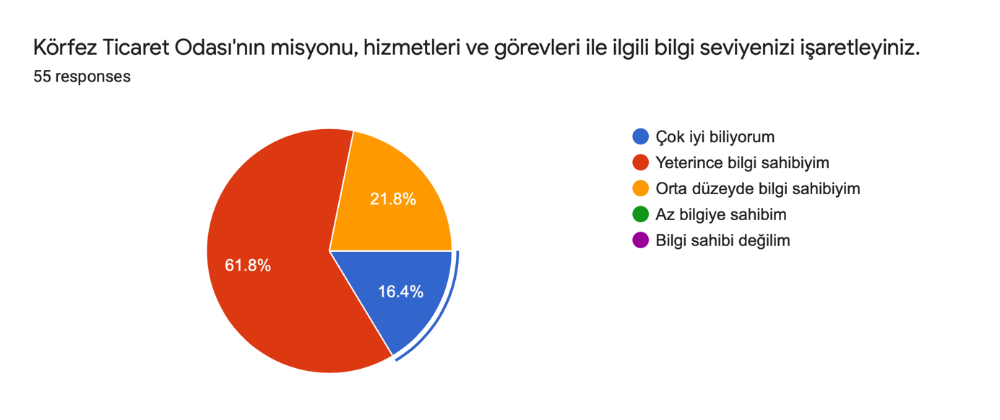 Körfez Ticaret Odası'nın misyonu, hizmetleri ve görevleri ile ilgili bilgi seviyenizi işaretleyiniz.
55 responses
21.8%
61.8%
16.4%
Çok iyi biliyorum
Yeterince bilgi sahibiyim
Orta düzeyde bilgi sahibiyim
Az bilgiye sahibim
Bilgi sahibi değilim